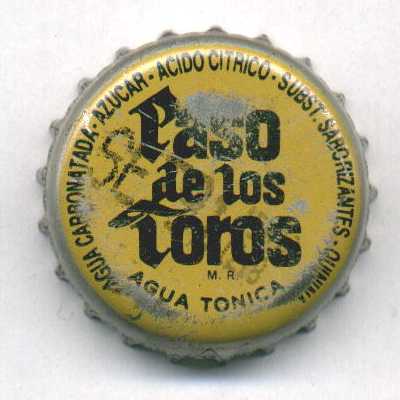 AGUA CARBONATADA - AZUCAR - ACIDO CITRICO - SUBST. SABORIZANTES - QUININA
Paso
de los
Toros
M. R.
AGUA TONICA